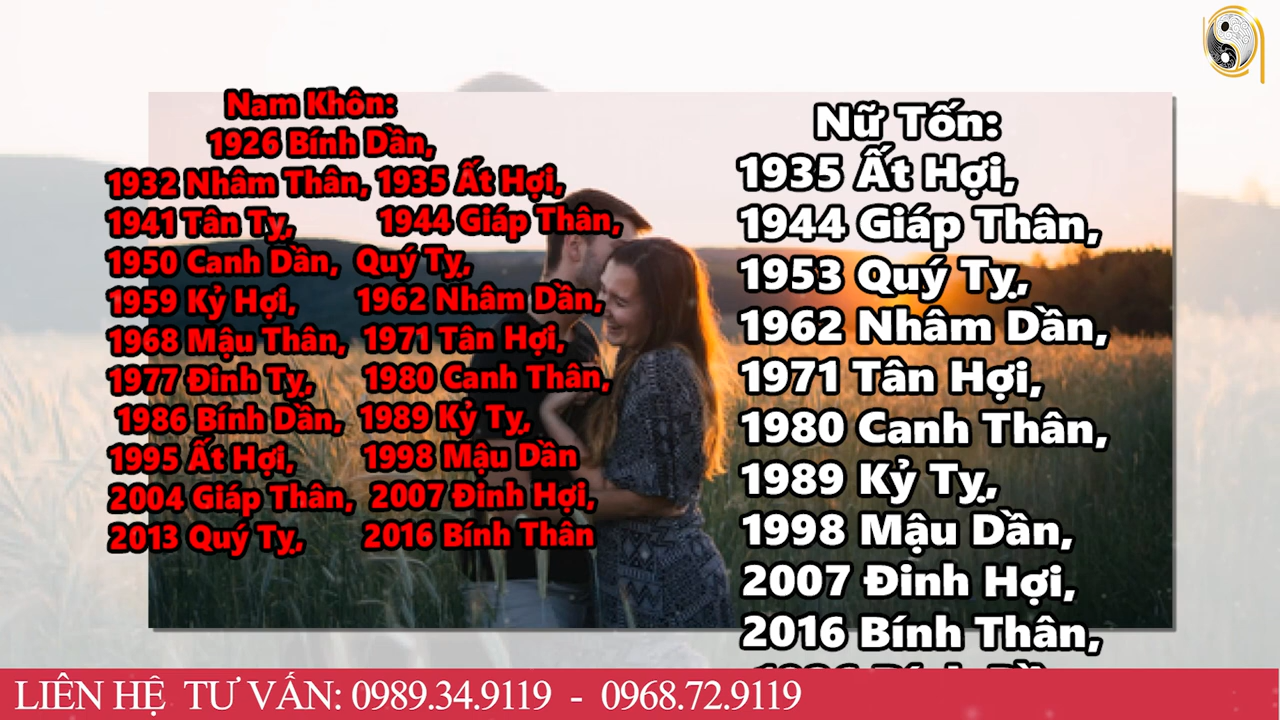 Nam Khôn:
1926 Bính Dần,
1932 Nhâm Thân, 1935 Ất Hợi,
1941 Tân Tỵ, 1944 Giáp Thân,
1950 Canh Dần, Quý Tỵ,
1959 Kỷ Hợi, 1962 Nhâm Dần,
1968 Mậu Thân, 1971 Tân Hợi,
1977 Đinh Tỵ, 1980 Canh Thân,
1986 Bính Dần, 1989 Kỷ Tỵ,
1995 Ất Hợi, 1998 Mậu Dần
2004 Giáp Thân, 2007 Đinh Hợi,
2013 Quý Tỵ, 2016 Bính Thân
Nữ Tốn:
1935 Ất Hợi,
1944 Giáp Thân,
1953 Quý Tỵ,
1962 Nhâm Dần,
1971 Tân Hợi,
1980 Canh Thân,
1989 Kỷ Tỵ,
1998 Mậu Dần,
2007 Đinh Hợi,
2016 Bính Thân,
LIÊN HỆ TƯ VẤN: 0989.34.9119 - 0968.72.9119